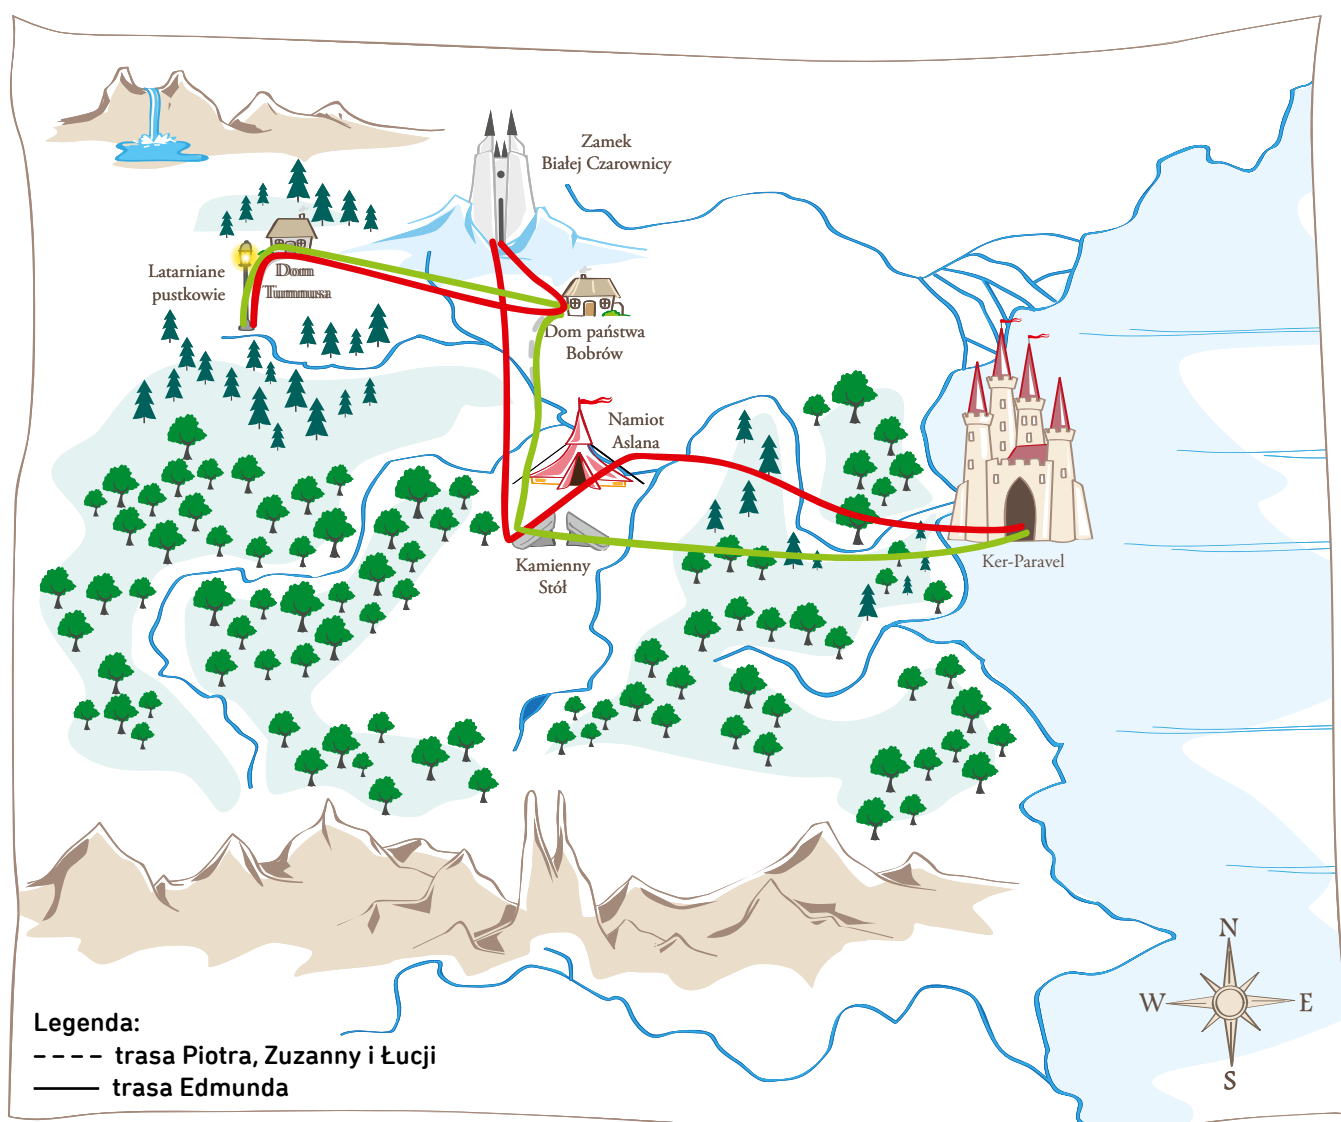 Zamek
Białej Czarownicy
Latarniane
pustkowie
Dom
Tumnusa
Dom państwa
Bobrów
Namiot
Aslana
Kamienny
Stół
Ker-Paravel
N
W
E
S
Legenda:
trasa Piotra, Zuzanny i Łucji
trasa Edmunda